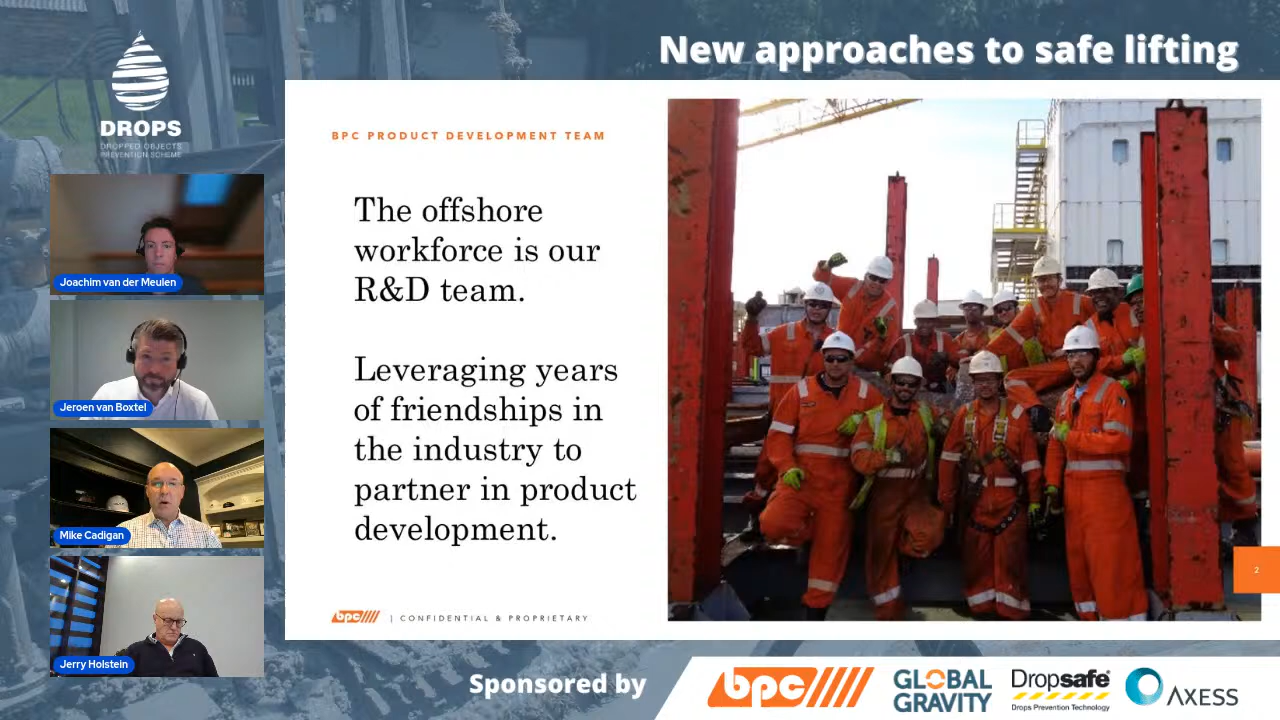 New approaches to safe lifting
DROPS
DROPPED OBJECTS
PREVENTION SCHEME
Joachim van der Meulen
Jeroen van Boxtel
Mike Cadigan
Jerry Holstein
BPC PRODUCT DEVELOPMENT TEAM
The offshore
workforce is our
R&D team.
Leveraging years
of friendships in
the industry to
partner in product
development.
bpc | CONFIDENTIAL & PROPRIETARY
2
Sponsored by
bpc
GLOBAL
GRAVITY
Dropsafe®
Drops Prevention Technology
AXESS